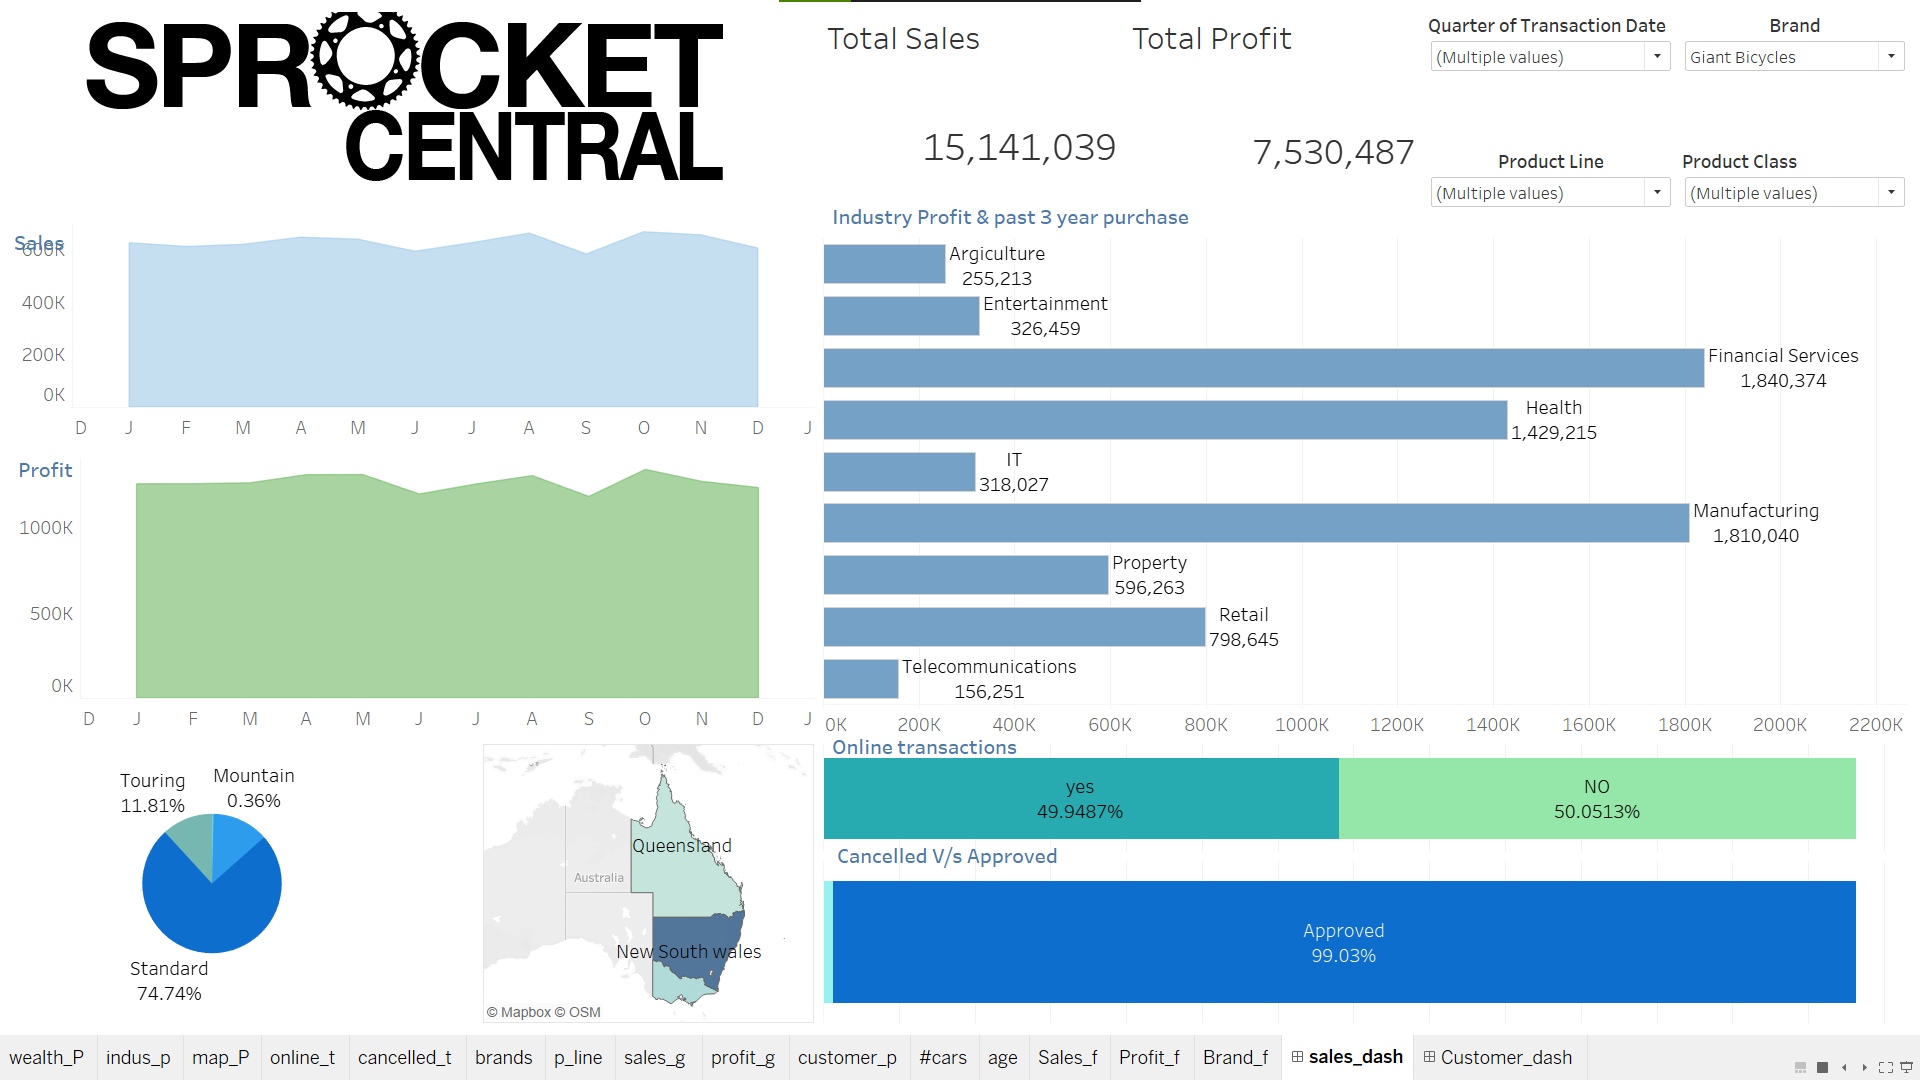 SPROCKET
CENTRAL
Total Sales
Total Profit
15,141,039
7,530,487
Quarter of Transaction Date
(Multiple values)
Brand
Giant Bicycles
Product Line
(Multiple values)
Product Class
(Multiple values)
Sales
600K
400K
200K
0K
D J F M A M J J A S O N D J
Profit
1000K
500K
0K
D J F M A M J J A S O N D J
Industry Profit & past 3 year purchase
Argiculture
255,213
Entertainment
326,459
Financial Services
1,840,374
Health
1,429,215
IT
318,027
Manufacturing
1,810,040
Property
596,263
Retail
798,645
Telecommunications
156,251
0K 200K 400K 600K 800K 1000K 1200K 1400K 1600K 1800K 2000K 2200K
Touring
11.81%
Mountain
0.36%
Standard
74.74%
Queensland
Australia
New South wales
© Mapbox © OSM
Online transactions
yes
49.9487%
NO
50.0513%
Cancelled V/s Approved
Approved
99.03%
wealth_P indus_p map_P online_t cancelled_t brands p_line sales_g profit_g customer_p #cars age Sales_f Profit_f Brand_f sales_dash Customer_dash